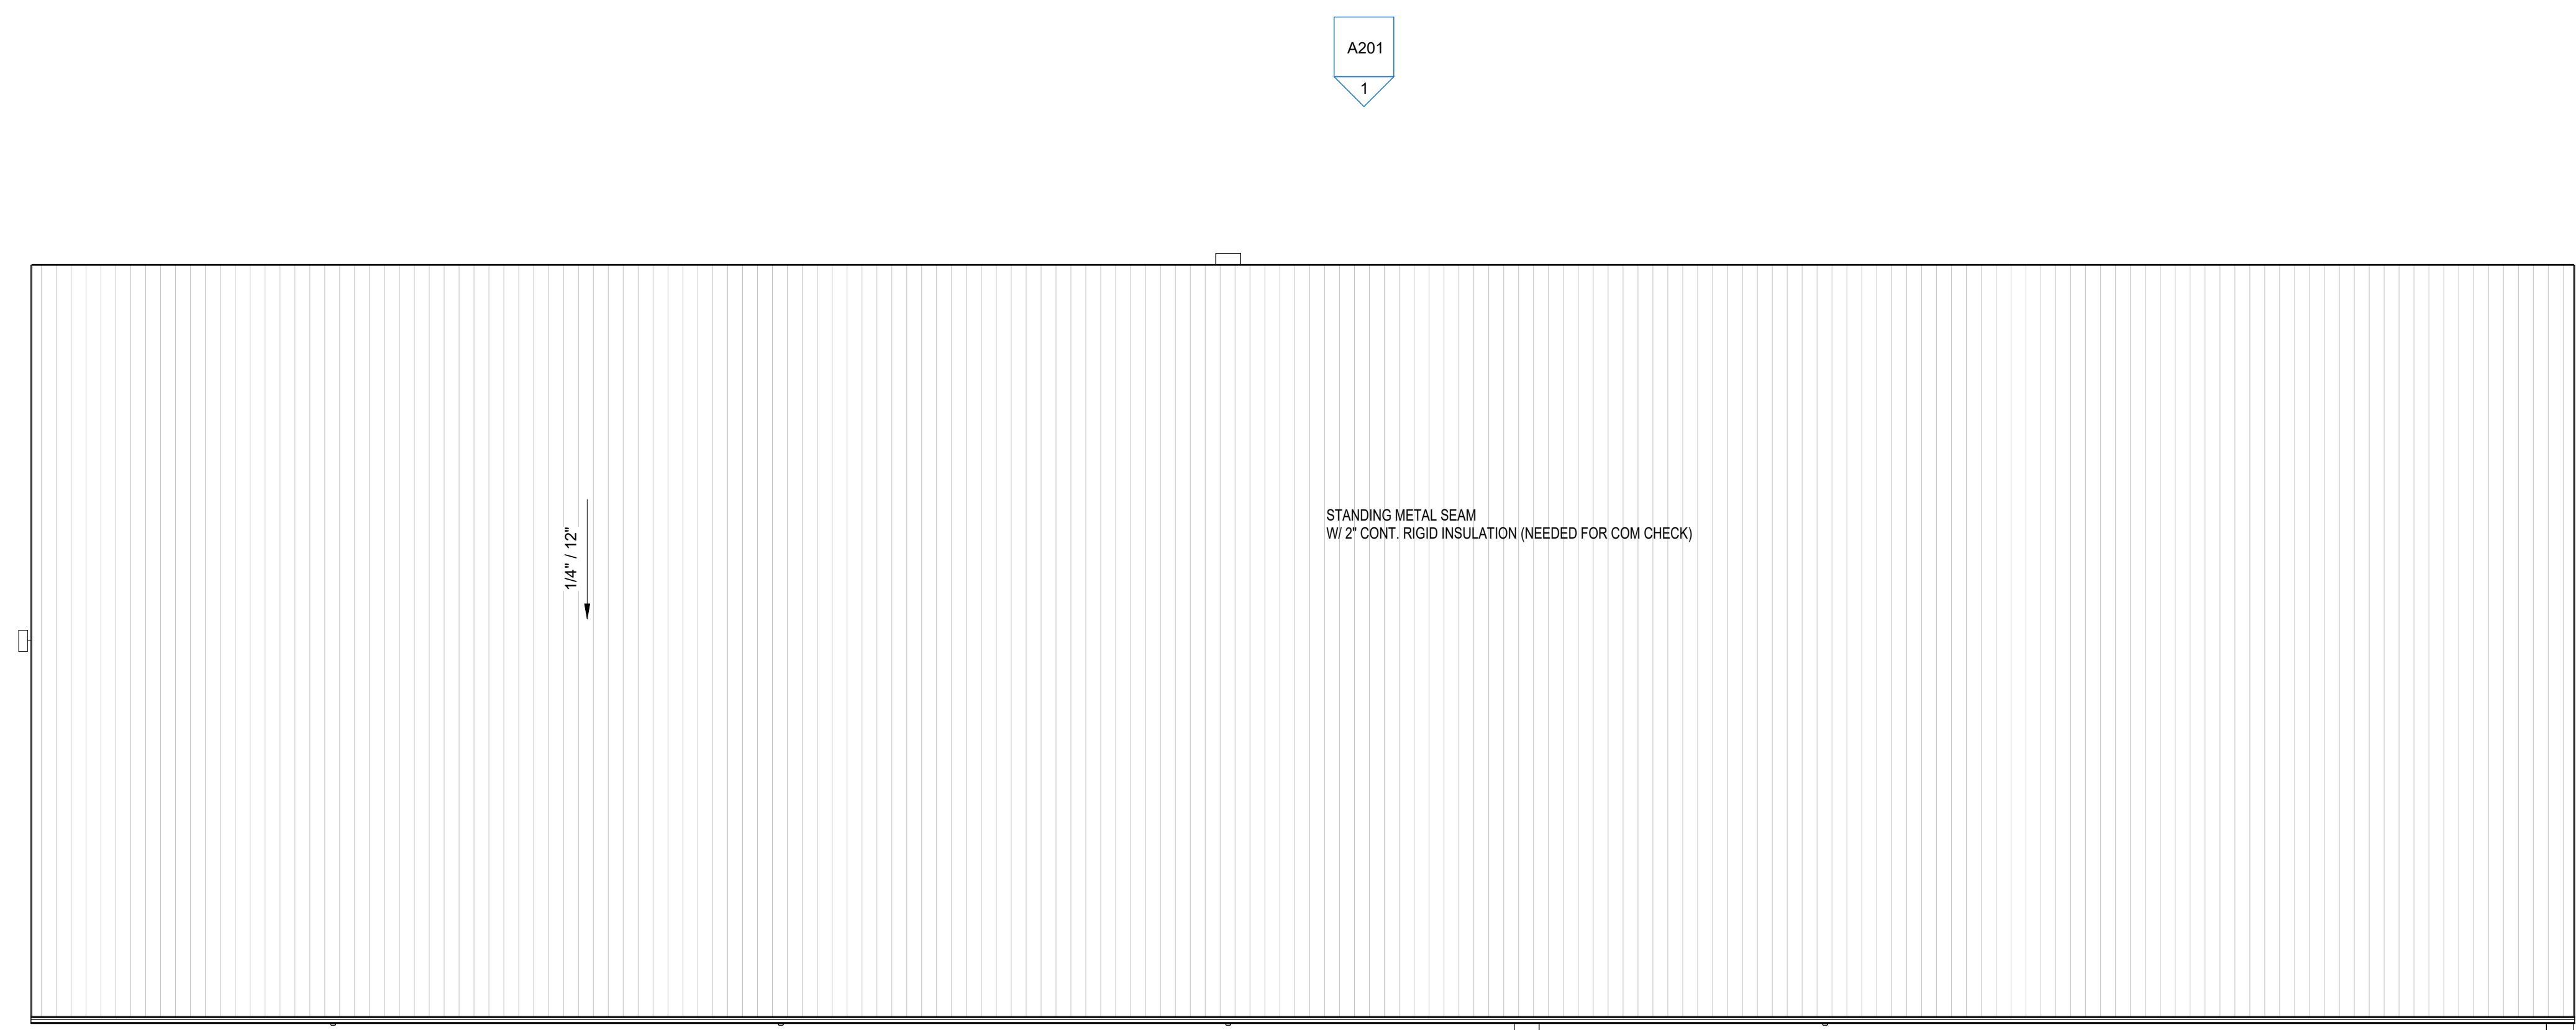 A201
1
STANDING METAL SEAM
W/ 2" CONT. RIGID INSULATION (NEEDED FOR COM CHECK)
1/4" / 12"